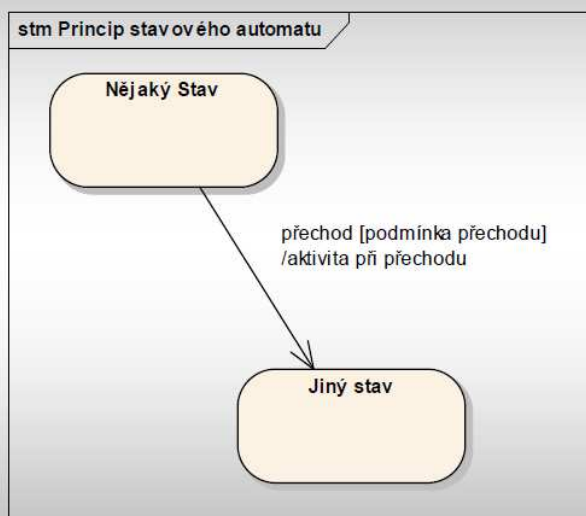 stm Princip stavového automatu
Nějaký Stav
přechod [podmínka přechodu]
/aktivita při přechodu
Jiný stav